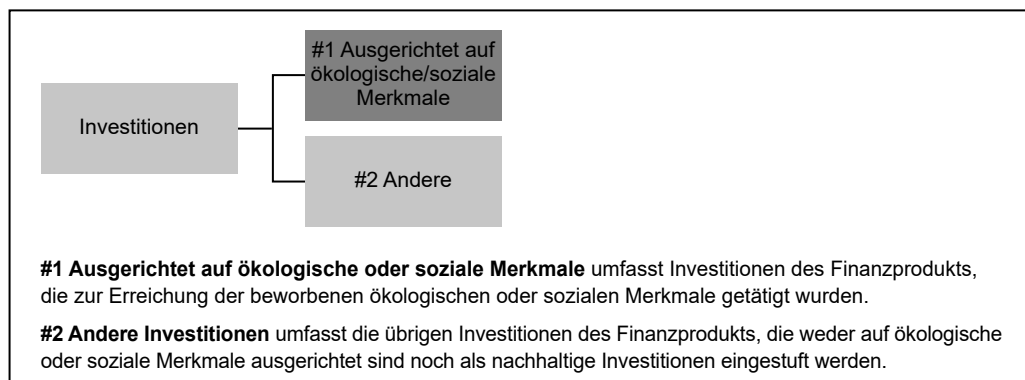 #1 Ausgerichtet auf
ökologische/soziale
Merkmale
Investitionen
#2 Andere
#1 Ausgerichtet auf ökologische oder soziale Merkmale umfasst Investitionen des Finanzprodukts,
die zur Erreichung der beworbenen ökologischen oder sozialen Merkmale getätigt wurden.
#2 Andere Investitionen umfasst die übrigen Investitionen des Finanzprodukts, die weder auf ökologische
oder soziale Merkmale ausgerichtet sind noch als nachhaltige Investitionen eingestuft werden.